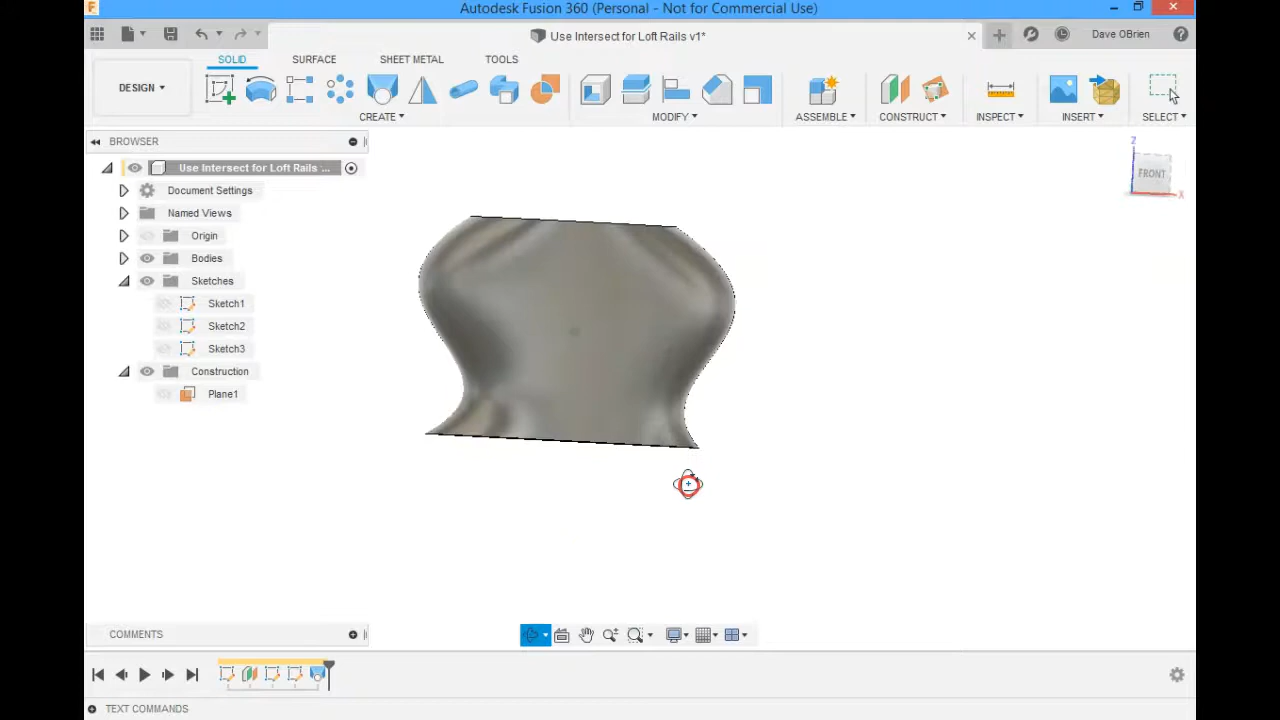 Autodesk Fusion 360 (Personal - Not for Commercial Use)
Use Intersect for Loft Rails v1*
Dave OBrien
SOLID SURFACE SHEET METAL TOOLS
DESIGN
CREATE MODIFY ASSEMBLE CONSTRUCT INSPECT INSERT SELECT
BROWSER
Use Intersect for Loft Rails ...
Document Settings
Named Views
Origin
Bodies
Sketches
Sketch1
Sketch2
Sketch3
Construction
Plane1
Z
FRONT
X
COMMENTS
TEXT COMMANDS